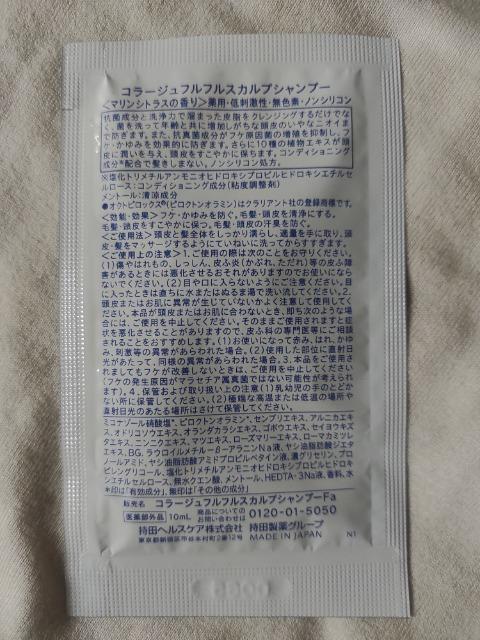 コラージュフルフルスカルプシャンプー
<マリンシトラスの香り>薬用・低刺激性・無色素・ノンシリコン
抗菌成分と洗浄力で溜まった皮脂をクレンジングするだけでな
く、菌を洗って年齢と共に増加しがちな頭皮のいやなニオイま
で防ぎます。また、抗真菌成分がフケ原因菌の増殖を抑制し、フ
ケ・かゆみを効果的に防ぎます。さらに10種の植物エキスが頭
皮に潤いを与え、頭皮をすこやかに保ちます。コンディショニング
成分※配合で髪きしまない。ノンシリコン処方。
※塩化トリメチルアンモニオヒドロキシプロピルヒドロキシエチルセ
ルロース:コンディショニング成分(粘度調整剤)
メントール:清涼成分
●オクトピロックス®(ピロクトンオラミン)はクラリアント社の登録商標です。
<効能・効果>フケ・かゆみを防ぐ。毛髪・頭皮を清浄にする。
毛髪・頭皮をすこやかに保つ。毛髪・頭皮の汗臭を防ぐ。
<ご使用法>頭皮と髪全体をしっかり濡らし、適量を手に取り、頭
皮・髪をマッサージするようにていねいに洗ってからすすぎます。
<ご使用上の注意>1.ご使用の際は次のことをお守りください。
(1)傷やはれもの、しっしん、皮ふ炎(かぶれ、ただれ)等の皮ふ障
害があるときには悪化させるおそれがありますのでお使いになら
ないでください。(2)目や口に入らないようにご注意ください。目
に入ったときは直ちに水またはぬるま湯で洗い流してください。2.
頭皮またはお肌に異常が生じていないかよく注意して使用してく
ださい。本品が頭皮またはお肌に合わないとき、即ち次のような場
合には、ご使用を中止してください。そのままご使用されますと症
状を悪化させることがありますので、皮ふ科の専門医等にご相談
されることをおすすめします。(1)お使いになって赤み、はれ、かゆ
み、刺激等の異常があらわれた場合。(2)使用した部位に直射日
光があたって、同様の異常があらわれた場合。3.本品をご使用さ
れましてもフケが改善しないときは、ご使用を中止してください
(フケの発生原因がマラセチア属真菌ではない可能性が考えられ
ます)。4.保管および取扱い上の注意(1)乳幼児の手のとどか
ない所に保管してください。(2)極端な高温または低温の場所や
直射日光のあたる場所はさけて保管してください。
ミコナゾール硝酸塩*、ピロクトンオラミン*、センブリエキス、アルニカエキ
ス、オドリコソウエキス、オランダカラシエキス、ゴボウエキス、セイヨウキズ
タエキス、ニンニクエキス、マツエキス、ローズマリーエキス、ローマカミツレ
エキス、BG、ラウロイルメチル-β-アラニンNa液、ヤシ油脂肪酸ジエタ
ノールアミド、ヤシ油脂肪酸アミドプロピルベタイン液、濃グリセリン、プロ
ピレングリコール、塩化トリメチルアンモニオヒドロキシプロピルヒドロキ
シエチルセルロース、無水クエン酸、メントール、HEDTA・3Na液、香料、水
*印は「有効成分」、無印は「その他の成分」
販売名 コラージュフルフルスカルプシャンプーFa
医薬部外品 10mL 商品についてのお問い合わせは 0120-01-5050
持田ヘルスケア株式会社 持田製薬グループ
東京都新宿区市谷本村町2番12号 MADE IN JAPAN N1